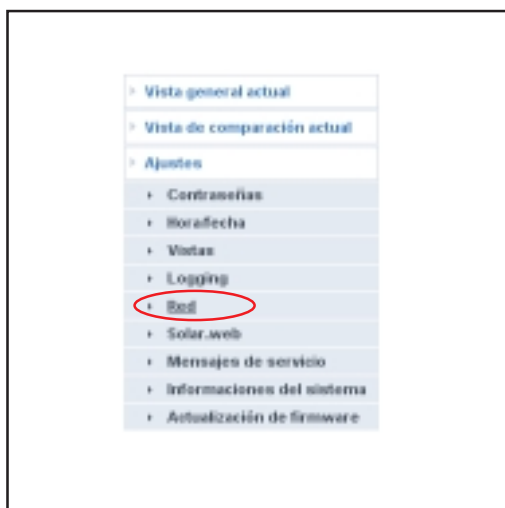 Vista general actual
Vista de comparación actual
Ajustes
Contraseñas
Hora/fecha
Vistas
Logging
Red
Solar.web
Mensajes de servicio
Informaciones del sistema
Actualización de firmware